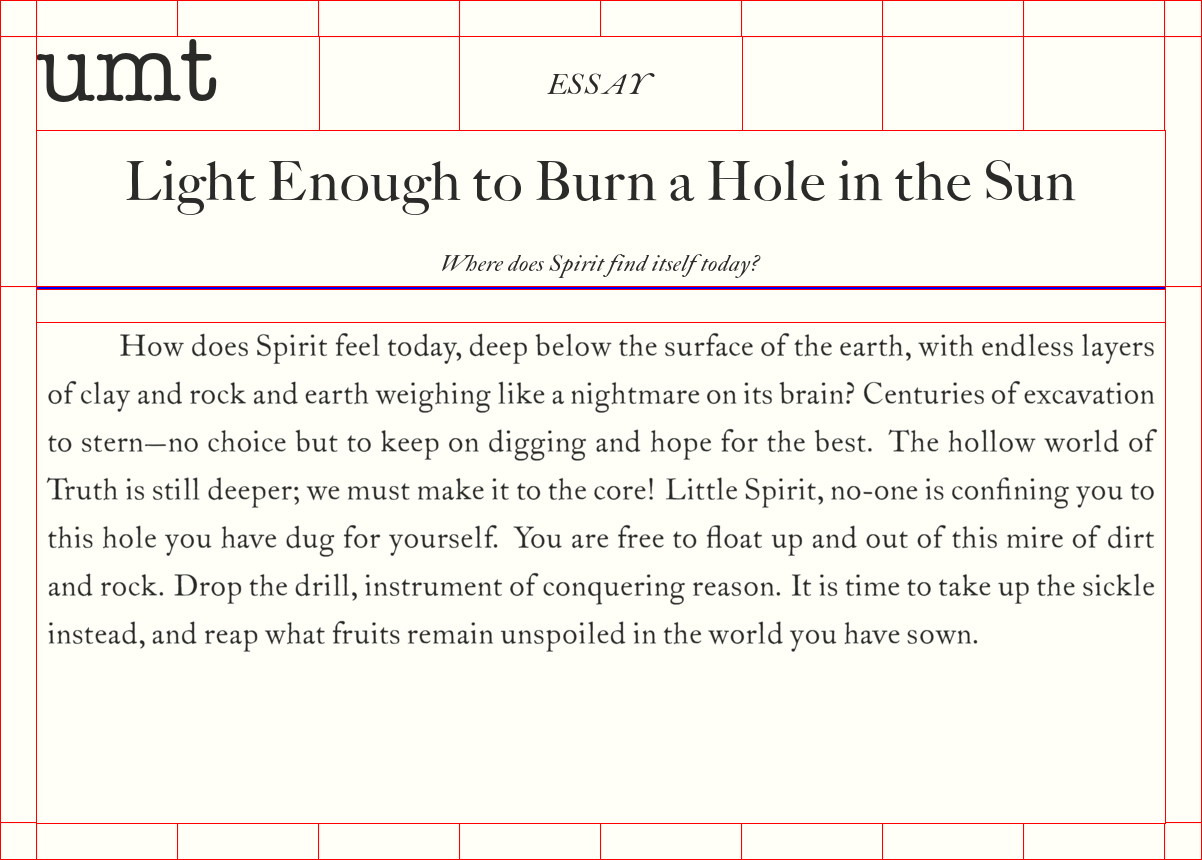 umt
ESSAY
Light Enough to Burn a Hole in the Sun
Where does Spirit find itself today?
How does Spirit feel today, deep below the surface of the earth, with endless layers
of clay and rock and earth weighing like a nightmare on its brain? Centuries of excavation
to stern—no choice but to keep on digging and hope for the best. The hollow world of
Truth is still deeper; we must make it to the core! Little Spirit, no-one is confining you to
this hole you have dug for yourself. You are free to float up and out of this mire of dirt
and rock. Drop the drill, instrument of conquering reason. It is time to take up the sickle
instead, and reap what fruits remain unspoiled in the world you have sown.